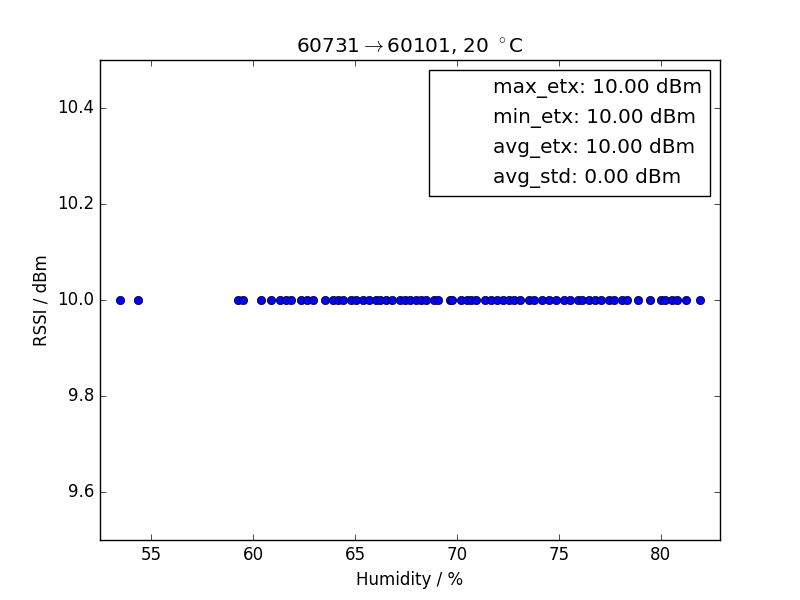 60731→60101, 20 °C
max_etx: 10.00 dBm
min_etx: 10.00 dBm
avg_etx: 10.00 dBm
avg_std: 0.00 dBm
10.4
10.2
10.0
9.8
9.6
RSSI / dBm
55 60 65 70 75 80
Humidity / %